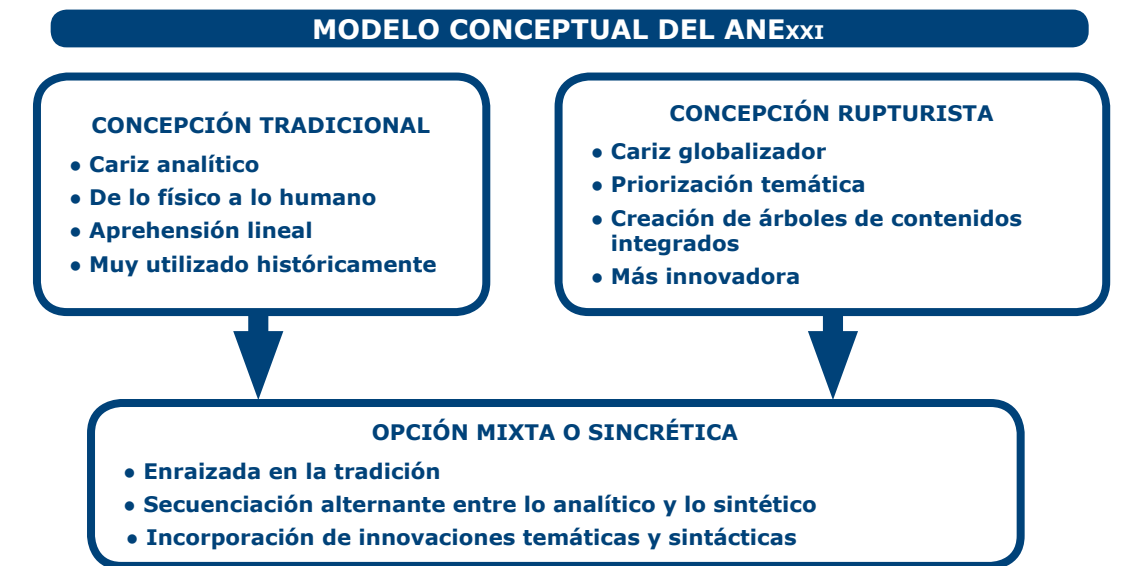 MODELO CONCEPTUAL DEL ANEXXI
CONCEPCIÓN TRADICIONAL
● Cariz analítico
● De lo físico a lo humano
● Aprehensión lineal
● Muy utilizado históricamente
CONCEPCIÓN RUPTURISTA
● Cariz globalizador
● Priorización temática
● Creación de árboles de contenidos
integrados
● Más innovadora
OPCIÓN MIXTA O SINCRÉTICA
● Enraizada en la tradición
● Secuenciación alternante entre lo analítico y lo sintético
● Incorporación de innovaciones temáticas y sintácticas